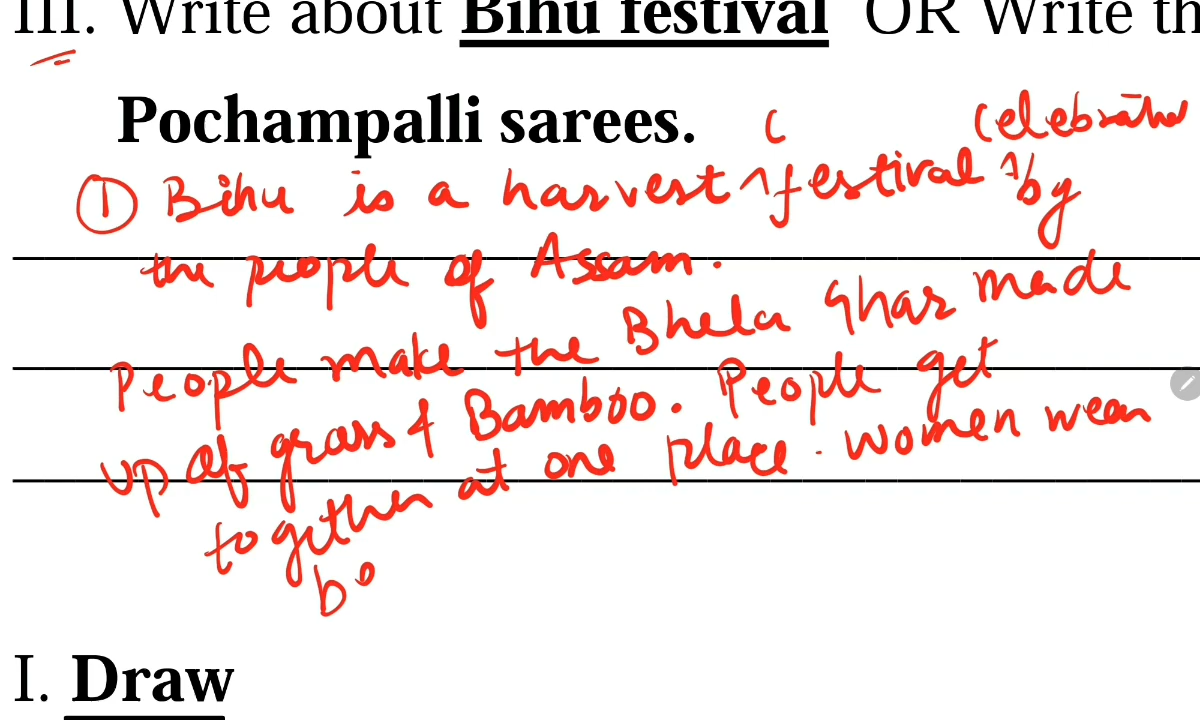 III. Write about Bihu festival OR Write th
Pochampalli sarees.
c celebrated
① Bihu is a harvest ^ festival ^ by
the people of Assam.
People make the Bhela ghar made
up of grass & Bamboo. People get
together at one place. women wear
bo
I. Draw